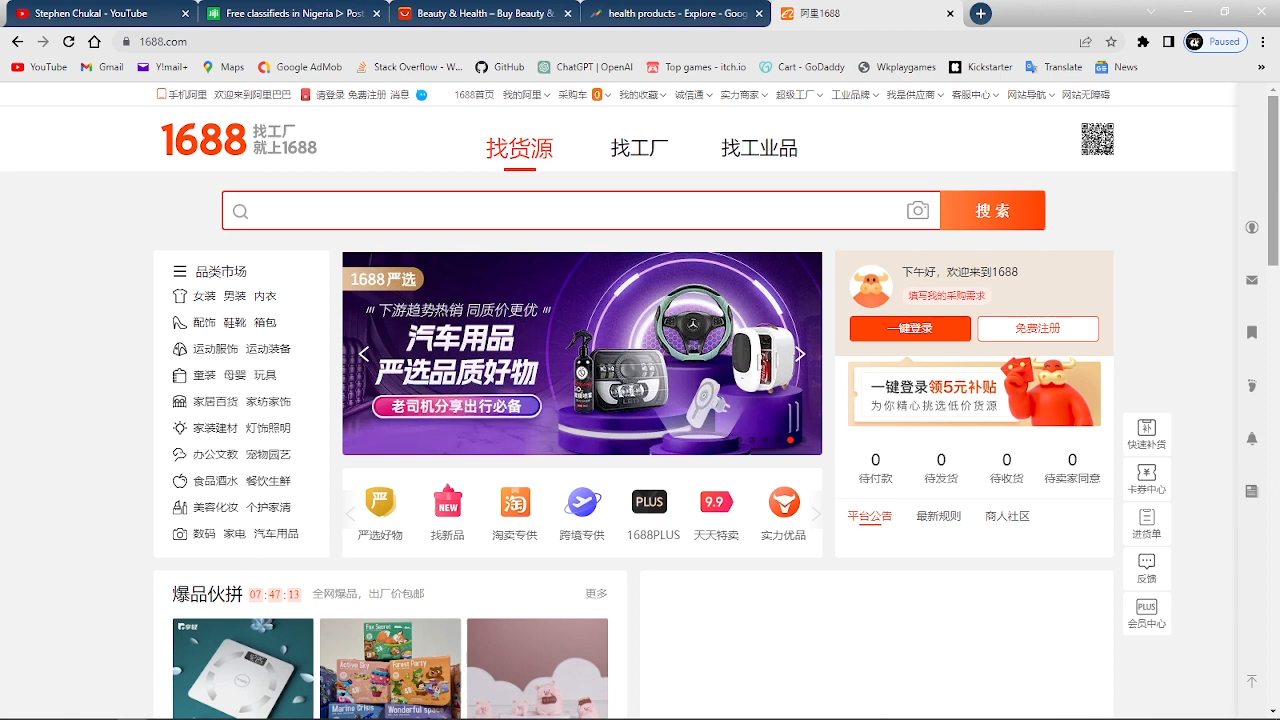 Stephen Chukal - YouTube
Free classifieds in Nigeria ▷ Post
Beauty & Health – Buy Beauty &
health products - Explore - Goog
阿里1688
1688.com
Paused
YouTube
Gmail
Y!mail+
Maps
Google AdMob
Stack Overflow - W...
GitHub
ChatGPT | OpenAI
Top games - itch.io
Cart - GoDaddy
Wkplaygames
Kickstarter
Translate
News
»
手机阿里 欢迎来到阿里巴巴 请登录 免费注册 消息
1688首页 我的阿里 采购车 0 我的收藏 诚信通 实力商家 超级工厂 工业品牌 我是供应商 客服中心 网站导航 网站无障碍
1688 找工厂
就上1688
找货源 找工厂 找工业品
搜 索
品类市场
女装 男装 内衣
配饰 鞋靴 箱包
运动服饰 运动装备
童装 母婴 玩具
家居百货 家纺家饰
家装建材 灯饰照明
办公文教 宠物园艺
食品酒水 餐饮生鲜
美容化妆 个护家清
数码 家电 汽车用品
1688严选
下游趋势热销 同质价更优
汽车用品
严选品质好物
老司机分享出行必备
严选好物
NEW
找新品
淘
淘卖专供
跨境专供
PLUS
1688PLUS
9.9
天天特卖
实力优品
下午好，欢迎来到1688
填写我的采购需求
一键登录 免费注册
一键登录领5元补贴
为你精心挑选低价货源
0 0 0 0
待付款 待发货 待收货 待卖家同意
平台公告 最新规则 商人社区
补
快速补货
卡券中心
进货单
反馈
PLUS
会员中心
爆品伙拼 07:47:13 全网爆品，出厂价包邮 更多
Fox Secret
Active Sky
Forest Party
Marine Crisis
Wonderful space